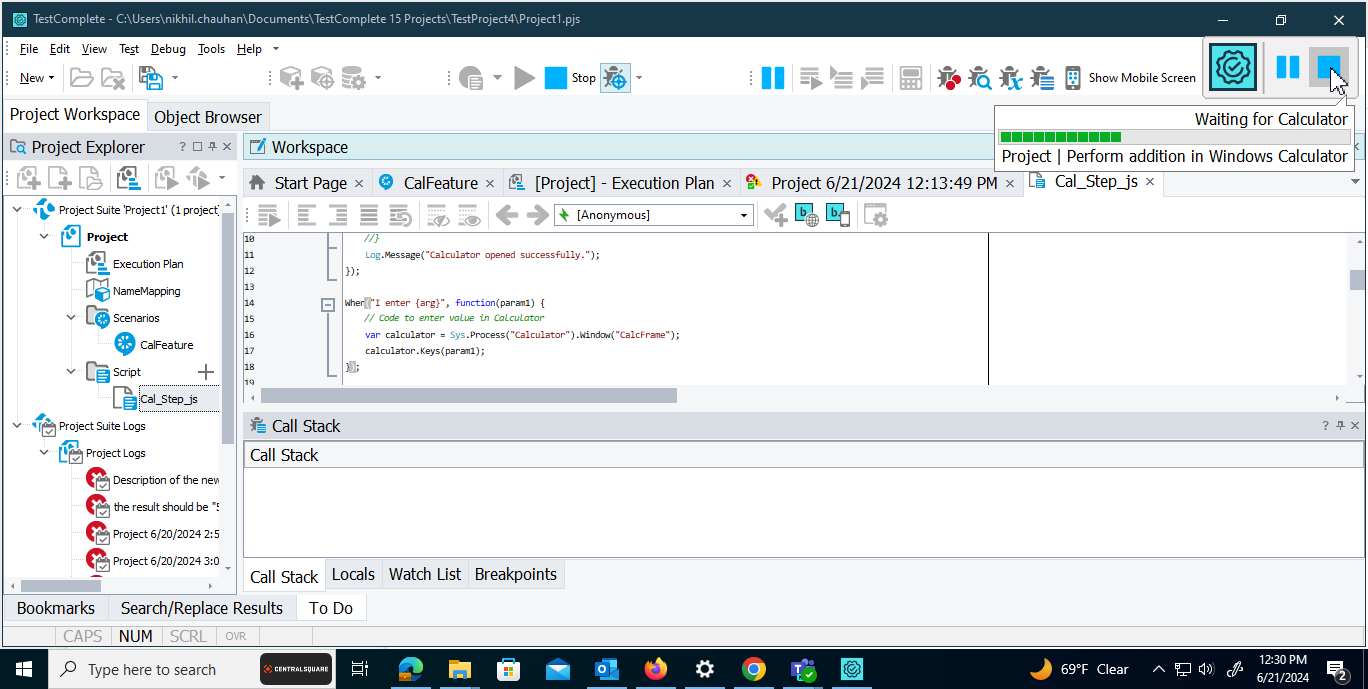 TestComplete - C:\Users\nikhil.chauhan\Documents\TestComplete 15 Projects\TestProject4\Project1.pjs
File Edit View Test Debug Tools Help
New Stop Show Mobile Screen
Waiting for Calculator
Project | Perform addition in Windows Calculator
Project Workspace Object Browser
Project Explorer ?
Workspace
Start Page CalFeature [Project] - Execution Plan Project 6/21/2024 12:13:49 PM Cal_Step_js
[Anonymous]
Project Suite 'Project1' (1 project
Project
Execution Plan
NameMapping
Scenarios
CalFeature
Script
Cal_Step_js
Project Suite Logs
Project Logs
Description of the new
the result should be "5
Project 6/20/2024 2:5
Project 6/20/2024 3:0
10 //}
11 Log.Message("Calculator opened successfully.");
12 });
13
14 When("I enter {arg}", function(param1) {
15 // Code to enter value in Calculator
16 var calculator = Sys.Process("Calculator").Window("CalcFrame");
17 calculator.Keys(param1);
18 });
19
Call Stack ?
Call Stack
Call Stack Locals Watch List Breakpoints
Bookmarks Search/Replace Results To Do
CAPS NUM SCRL OVR
Type here to search CENTRALSQUARE 69°F Clear 12:30 PM
6/21/2024 2